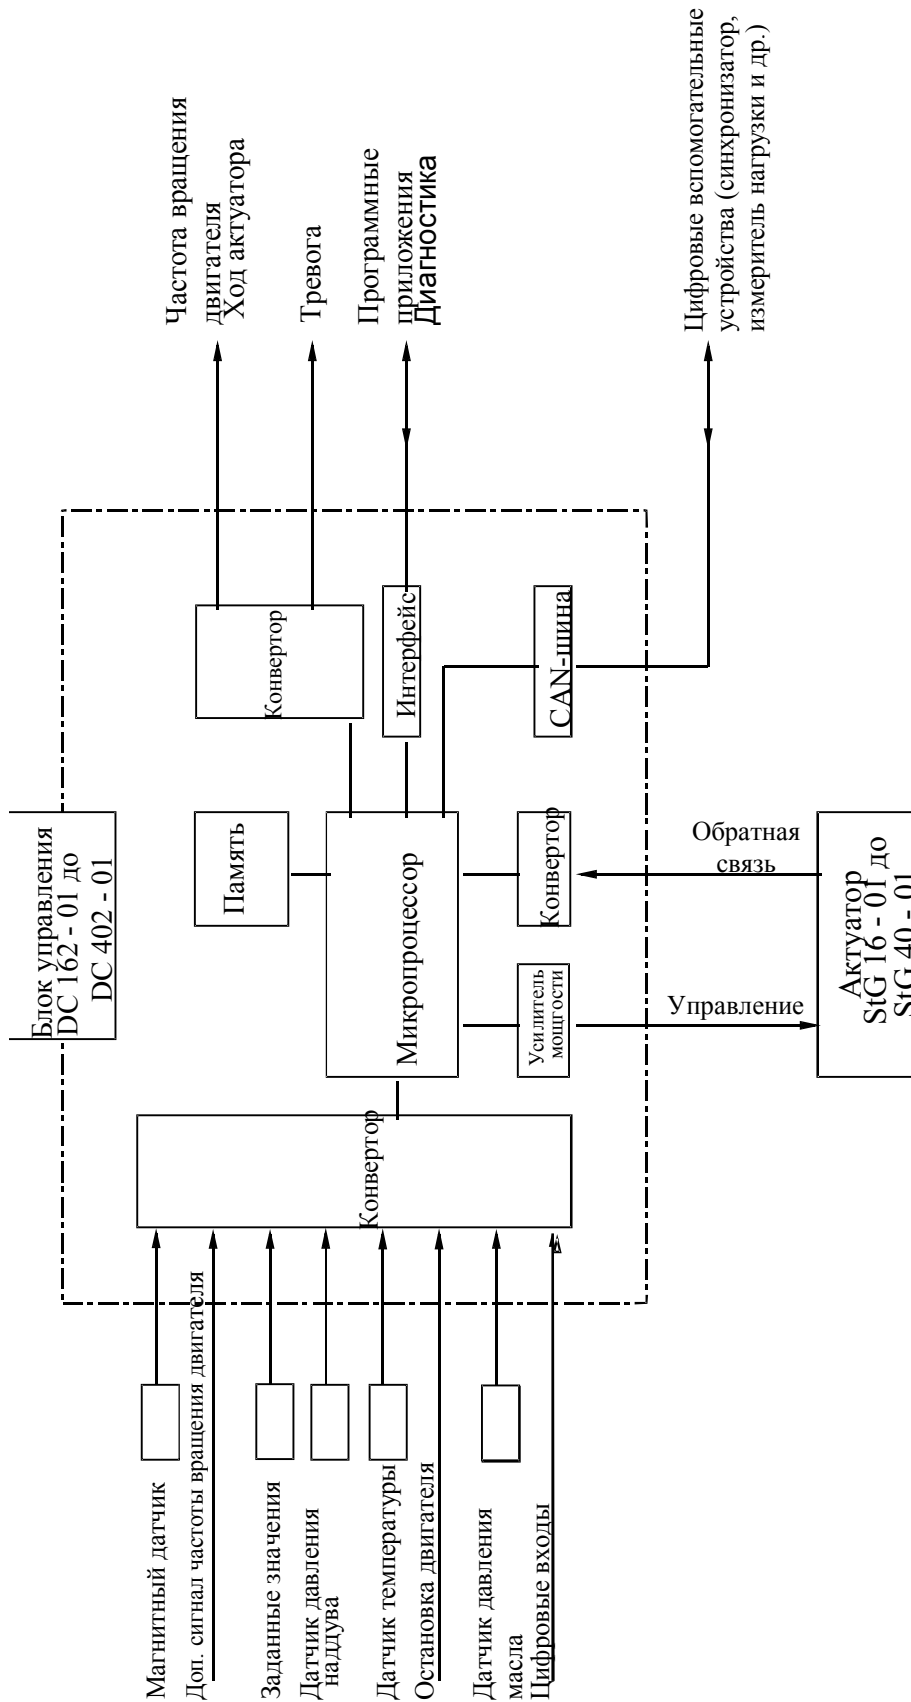 Блок управления
DC 162 - 01 до
DC 402 - 01
Магнитный датчик
Доп. сигнал частоты вращения двигателя
Заданные значения
Датчик давления
наддува
Датчик температуры
Остановка двигателя
Датчик давления
масла
Цифровые входы
Конвертор
Память
Микропроцессор
Усилитель
мощгости
Конвертор
Конвертор
Интерфейс
CAN-шина
Частота вращения
двигателя
Ход актуатора
Тревога
Программные
приложения
Диагностика
Цифровые вспомогательные
устройства (синхронизатор,
измеритель нагрузки и др.)
Управление
Обратная
связь
Актуатор
StG 16 - 01 до
StG 40 - 01